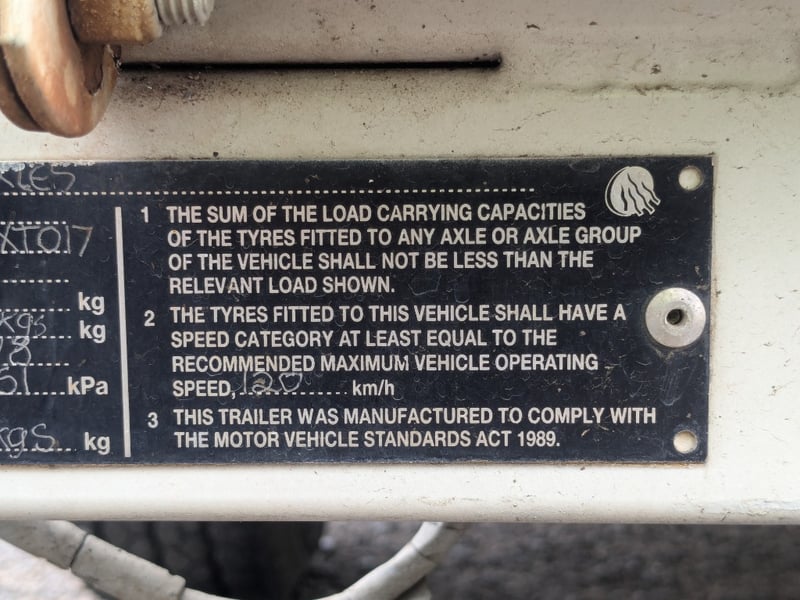 XT017
kg
kgs kg
kPa
kgs kg
1 THE SUM OF THE LOAD CARRYING CAPACITIES
OF THE TYRES FITTED TO ANY AXLE OR AXLE GROUP
OF THE VEHICLE SHALL NOT BE LESS THAN THE
RELEVANT LOAD SHOWN.
2 THE TYRES FITTED TO THIS VEHICLE SHALL HAVE A
SPEED CATEGORY AT LEAST EQUAL TO THE
RECOMMENDED MAXIMUM VEHICLE OPERATING
SPEED, 120 km/h
3 THIS TRAILER WAS MANUFACTURED TO COMPLY WITH
THE MOTOR VEHICLE STANDARDS ACT 1989.